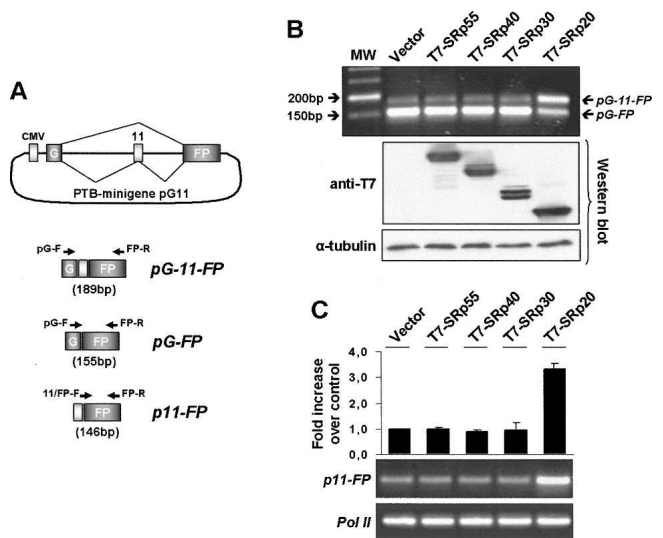 A
CMV
G
11
FP
PTB-minigene pG11
pG-F
FP-R
G
FP
pG-11-FP
(189bp)
pG-F
FP-R
G
FP
pG-FP
(155bp)
11/FP-F
FP-R
FP
p11-FP
(146bp)
B
MW
Vector
T7-SRp55
T7-SRp40
T7-SRp30
T7-SRp20
200bp
150bp
pG-11-FP
pG-FP
anti-T7
α-tubulin
Western blot
C
Vector
T7-SRp55
T7-SRp40
T7-SRp30
T7-SRp20
Fold increase
over control
4,0
3,0
2,0
1,0
0,0
p11-FP
Pol II